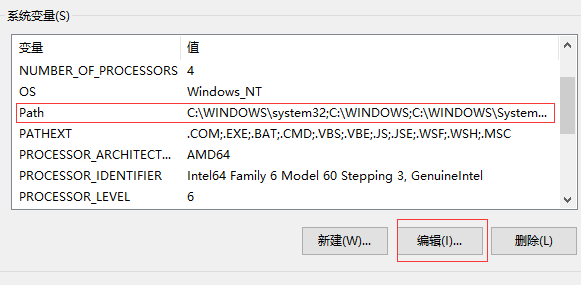 系统变量(S)
变量 值
NUMBER_OF_PROCESSORS 4
OS Windows_NT
Path C:\WINDOWS\system32;C:\WINDOWS;C:\WINDOWS\System...
PATHEXT .COM;.EXE;.BAT;.CMD;.VBS;.VBE;.JS;.JSE;.WSF;.WSH;.MSC
PROCESSOR_ARCHITECT... AMD64
PROCESSOR_IDENTIFIER Intel64 Family 6 Model 60 Stepping 3, GenuineIntel
PROCESSOR_LEVEL 6
新建(W)... 编辑(I)... 删除(L)